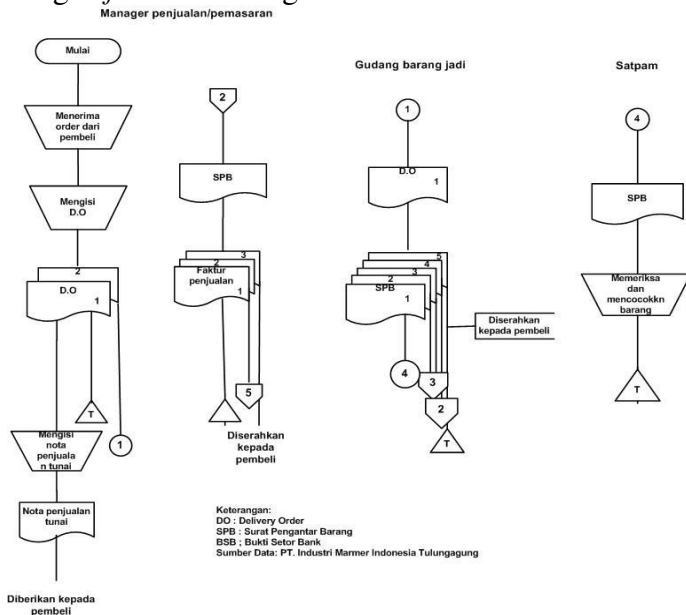 Manager penjualan/pemasaran
Mulai
Menerima
order dari
pembeli
Mengisi
D.O
2
D.O
1
T
1
Mengisi
nota
penjuala
n tunai
Nota penjualan
tunai
Diberikan kepada
pembeli
2
SPB
3
2
Faktur
penjualan
1
5
Diserahkan
kepada
pembeli
Gudang barang jadi
1
D.O
1
5
4
3
2
SPB
1
4
3
2
T
Diserahkan
kepada pembeli
Satpam
4
SPB
Memeriksa
dan
mencocokkn
barang
T
Keterangan:
DO : Delivery Order
SPB : Surat Pengantar Barang
BSB ; Bukti Setor Bank
Sumber Data: PT. Industri Marmer Indonesia Tulungagung